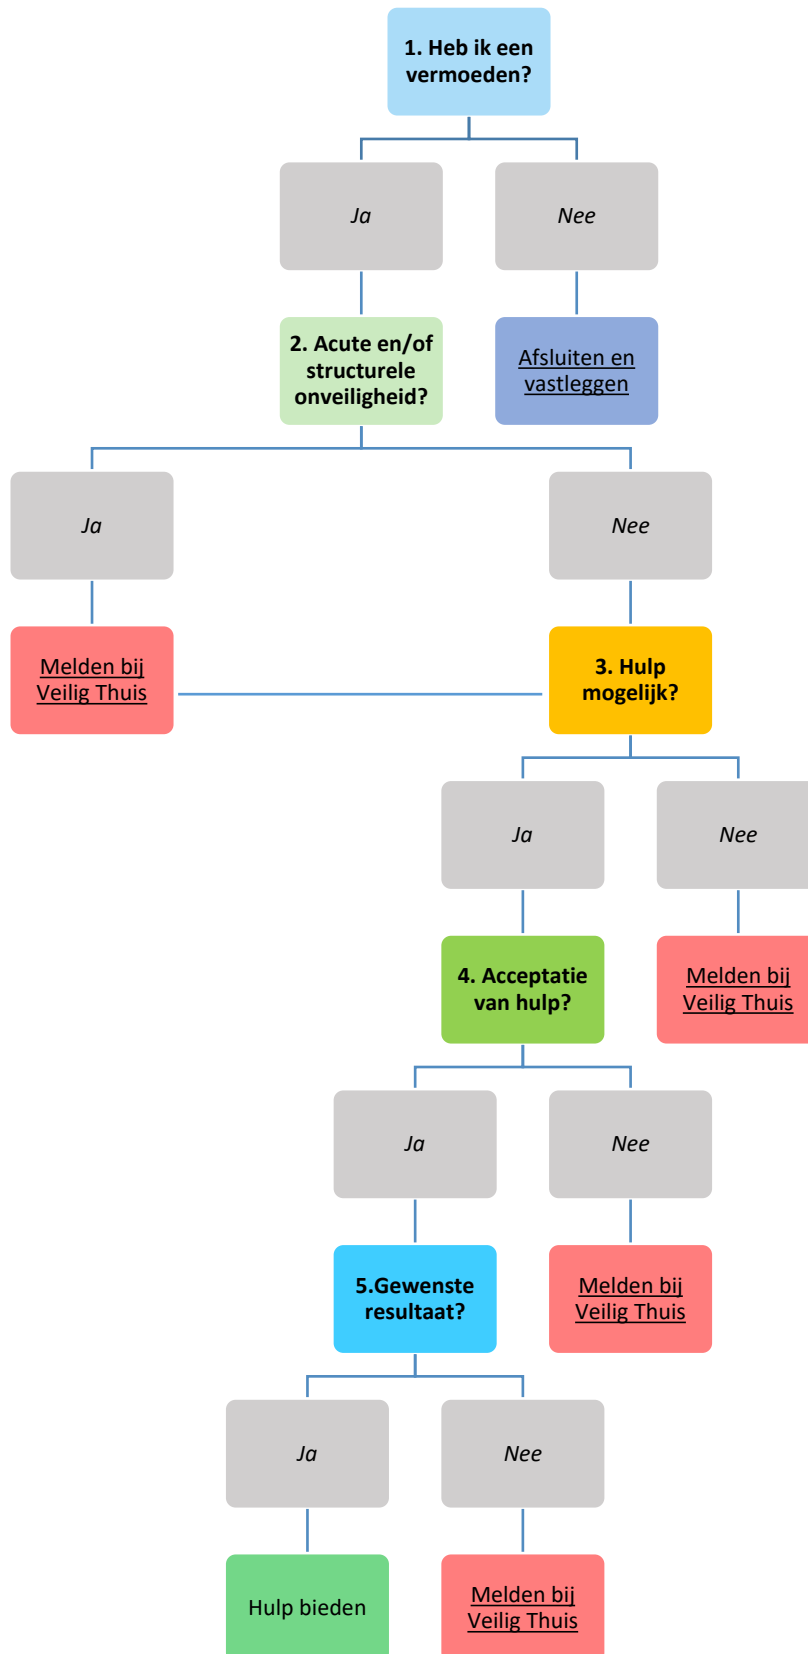 1. Heb ik een
vermoeden?
Ja
Nee
2. Acute en/of
structurele
onveiligheid?
Afsluiten en
vastleggen
Ja
Nee
Melden bij
Veilig Thuis
3. Hulp
mogelijk?
Ja
Nee
4. Acceptatie
van hulp?
Melden bij
Veilig Thuis
Ja
Nee
5.Gewenste
resultaat?
Melden bij
Veilig Thuis
Ja
Nee
Hulp bieden
Melden bij
Veilig Thuis